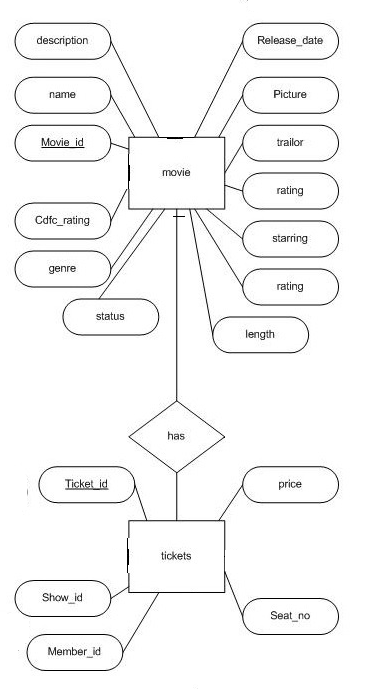 description
Release_date
name
Picture
Movie_id
trailor
movie
rating
Cdfc_rating
starring
genre
rating
status
length
has
Ticket_id
price
tickets
Show_id
Seat_no
Member_id